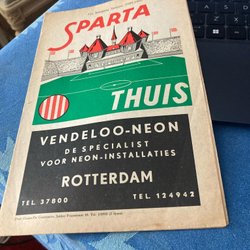 SPARTA
THUIS
VENDELOO-NEON
DE SPECIALIST
VOOR NEON-INSTALLATIES
ROTTERDAM
TEL. 37800
TEL. 124942